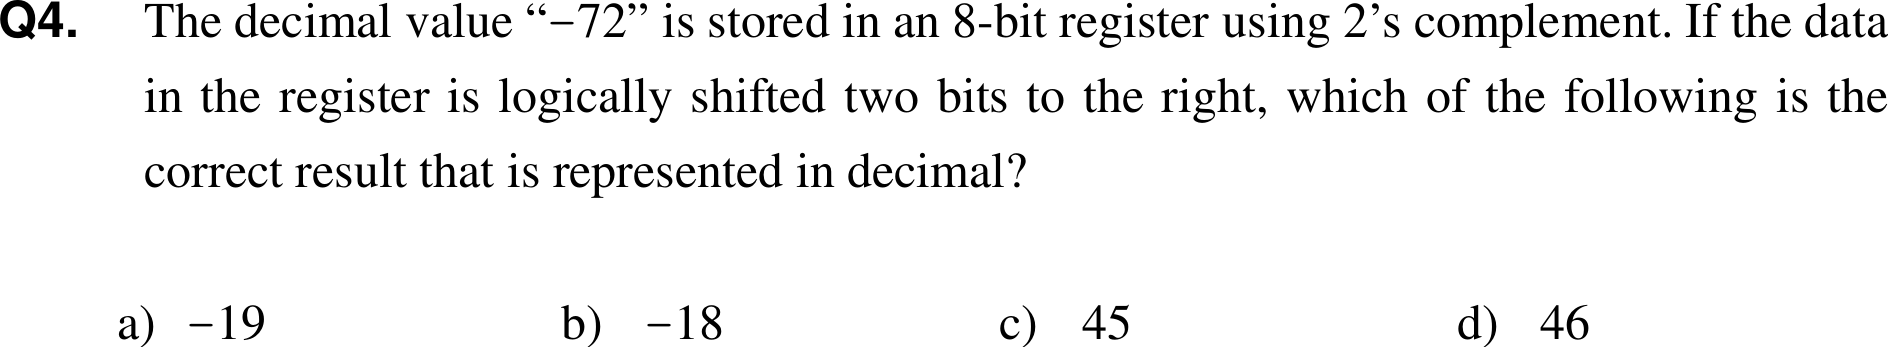 Q4. The decimal value “−72” is stored in an 8-bit register using 2’s complement. If the data
in the register is logically shifted two bits to the right, which of the following is the
correct result that is represented in decimal?
a) −19 b) −18 c) 45 d) 46